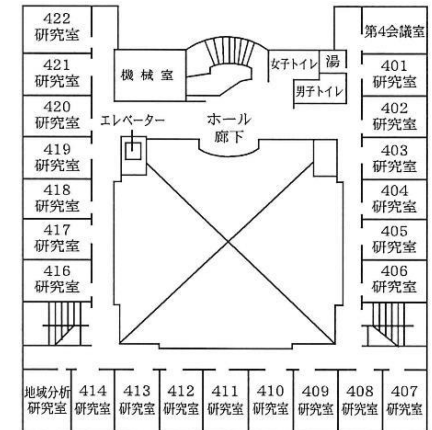 422
研究室
第4会議室
421
研究室
機械室
女子トイレ
湯
401
研究室
男子トイレ
420
研究室
エレベーター
ホール
廊下
402
研究室
419
研究室
403
研究室
418
研究室
404
研究室
417
研究室
405
研究室
416
研究室
406
研究室
地域分析
研究室
414
研究室
413
研究室
412
研究室
411
研究室
410
研究室
409
研究室
408
研究室
407
研究室